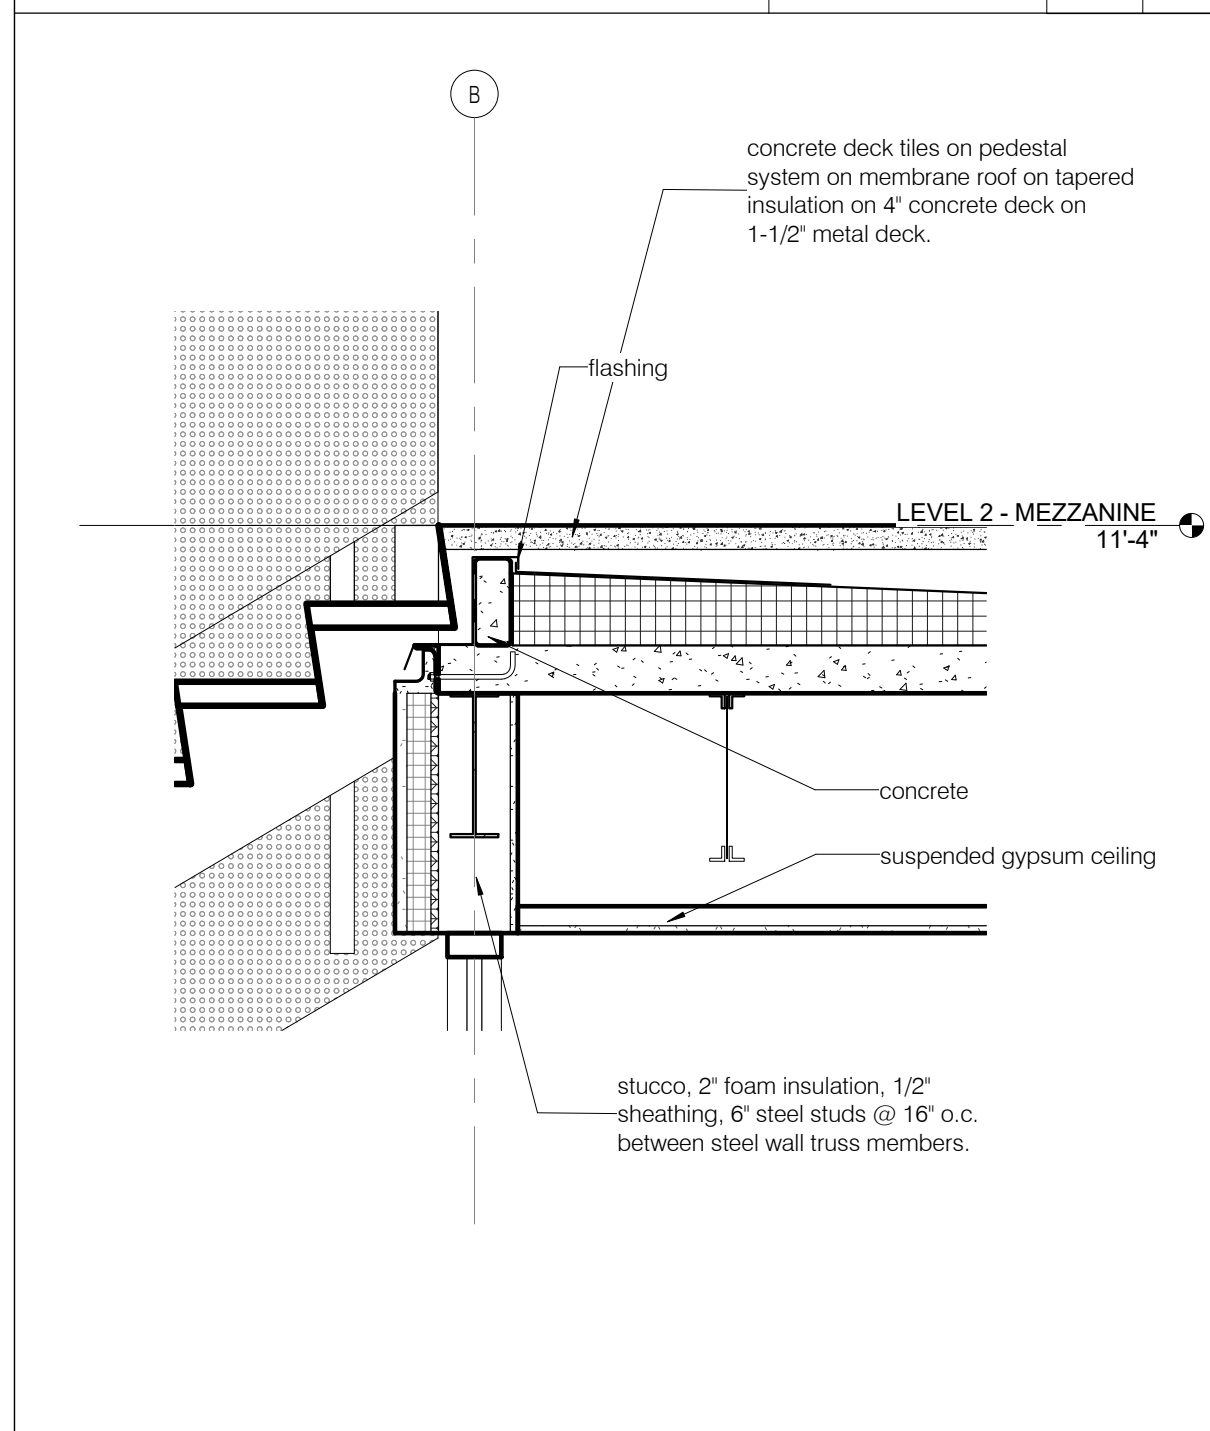 B
concrete deck tiles on pedestal
system on membrane roof on tapered
insulation on 4" concrete deck on
1-1/2" metal deck.
flashing
LEVEL 2 - MEZZANINE
11'-4"
concrete
suspended gypsum ceiling
stucco, 2" foam insulation, 1/2"
sheathing, 6" steel studs @ 16" o.c.
between steel wall truss members.